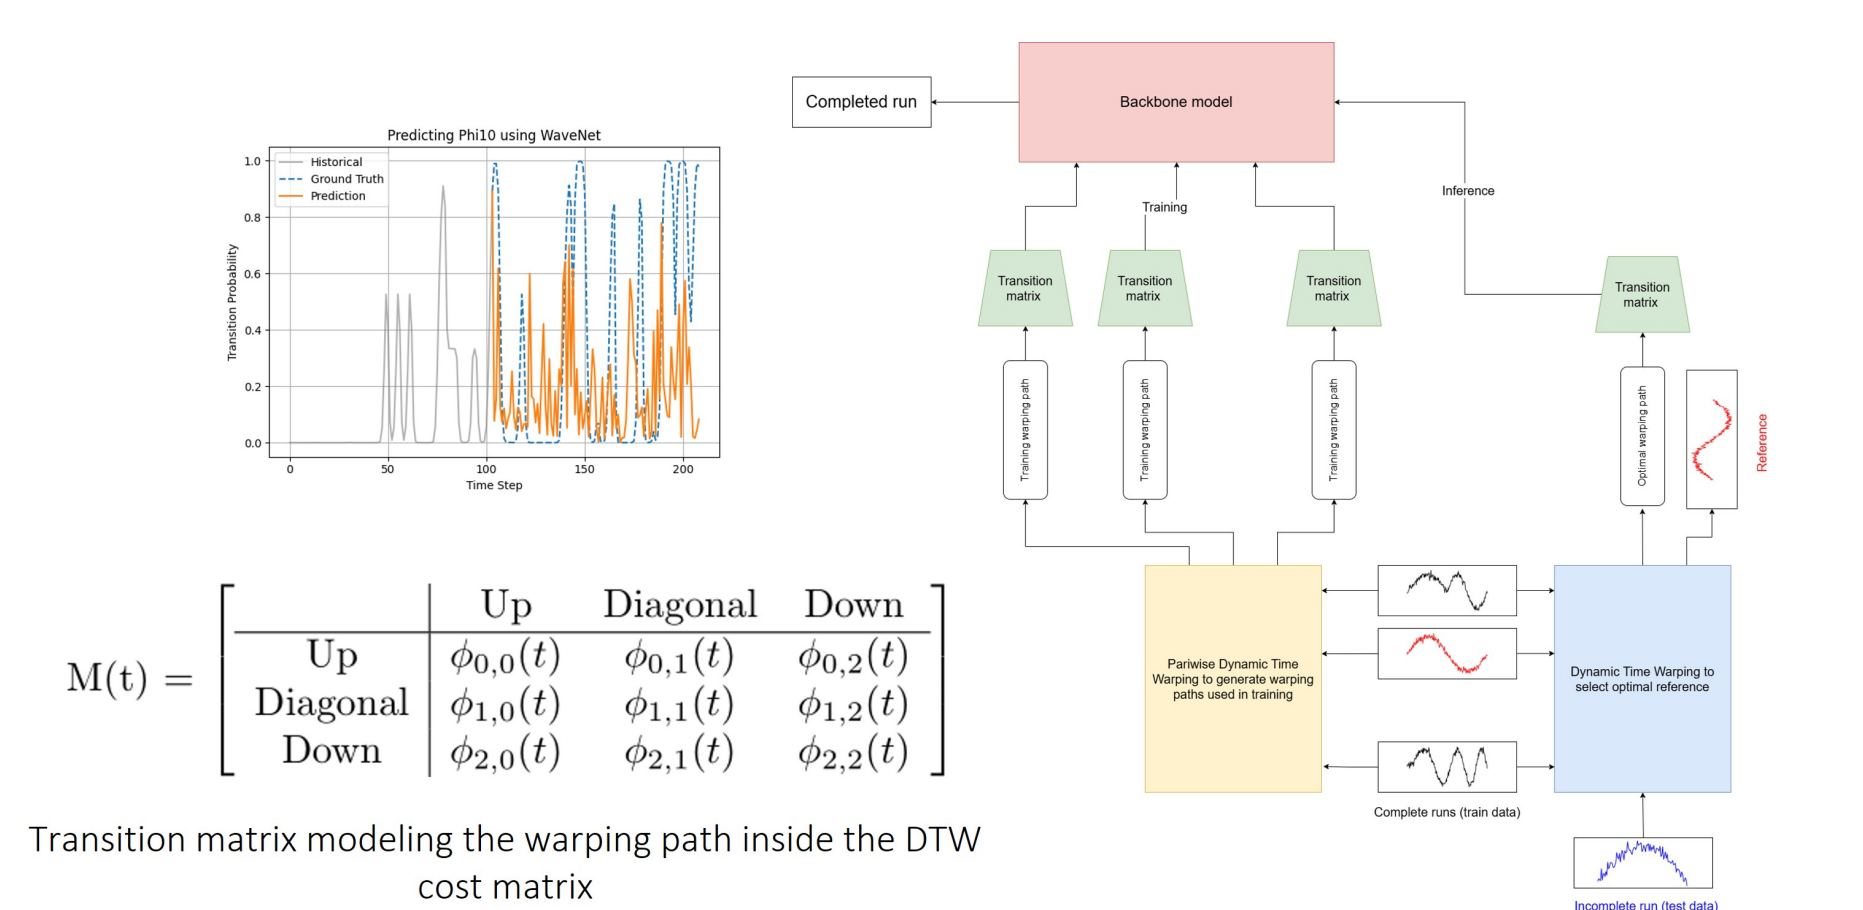 Predicting Phi10 using WaveNet
Historical
Ground Truth
Prediction
Transition Probability
1.0
0.8
0.6
0.4
0.2
0.0
0 50 100 150 200
Time Step
M(t) =
Up Diagonal Down
Up ϕ0,0(t) ϕ0,1(t) ϕ0,2(t)
Diagonal ϕ1,0(t) ϕ1,1(t) ϕ1,2(t)
Down ϕ2,0(t) ϕ2,1(t) ϕ2,2(t)
Transition matrix modeling the warping path inside the DTW
cost matrix
Completed run
Backbone model
Training
Inference
Transition
matrix
Transition
matrix
Transition
matrix
Transition
matrix
Training warping path
Training warping path
Training warping path
Optimal warping path
Reference
Pariwise Dynamic Time
Warping to generate warping
paths used in training
Dynamic Time Warping to
select optimal reference
Complete runs (train data)
Incomplete run (test data)